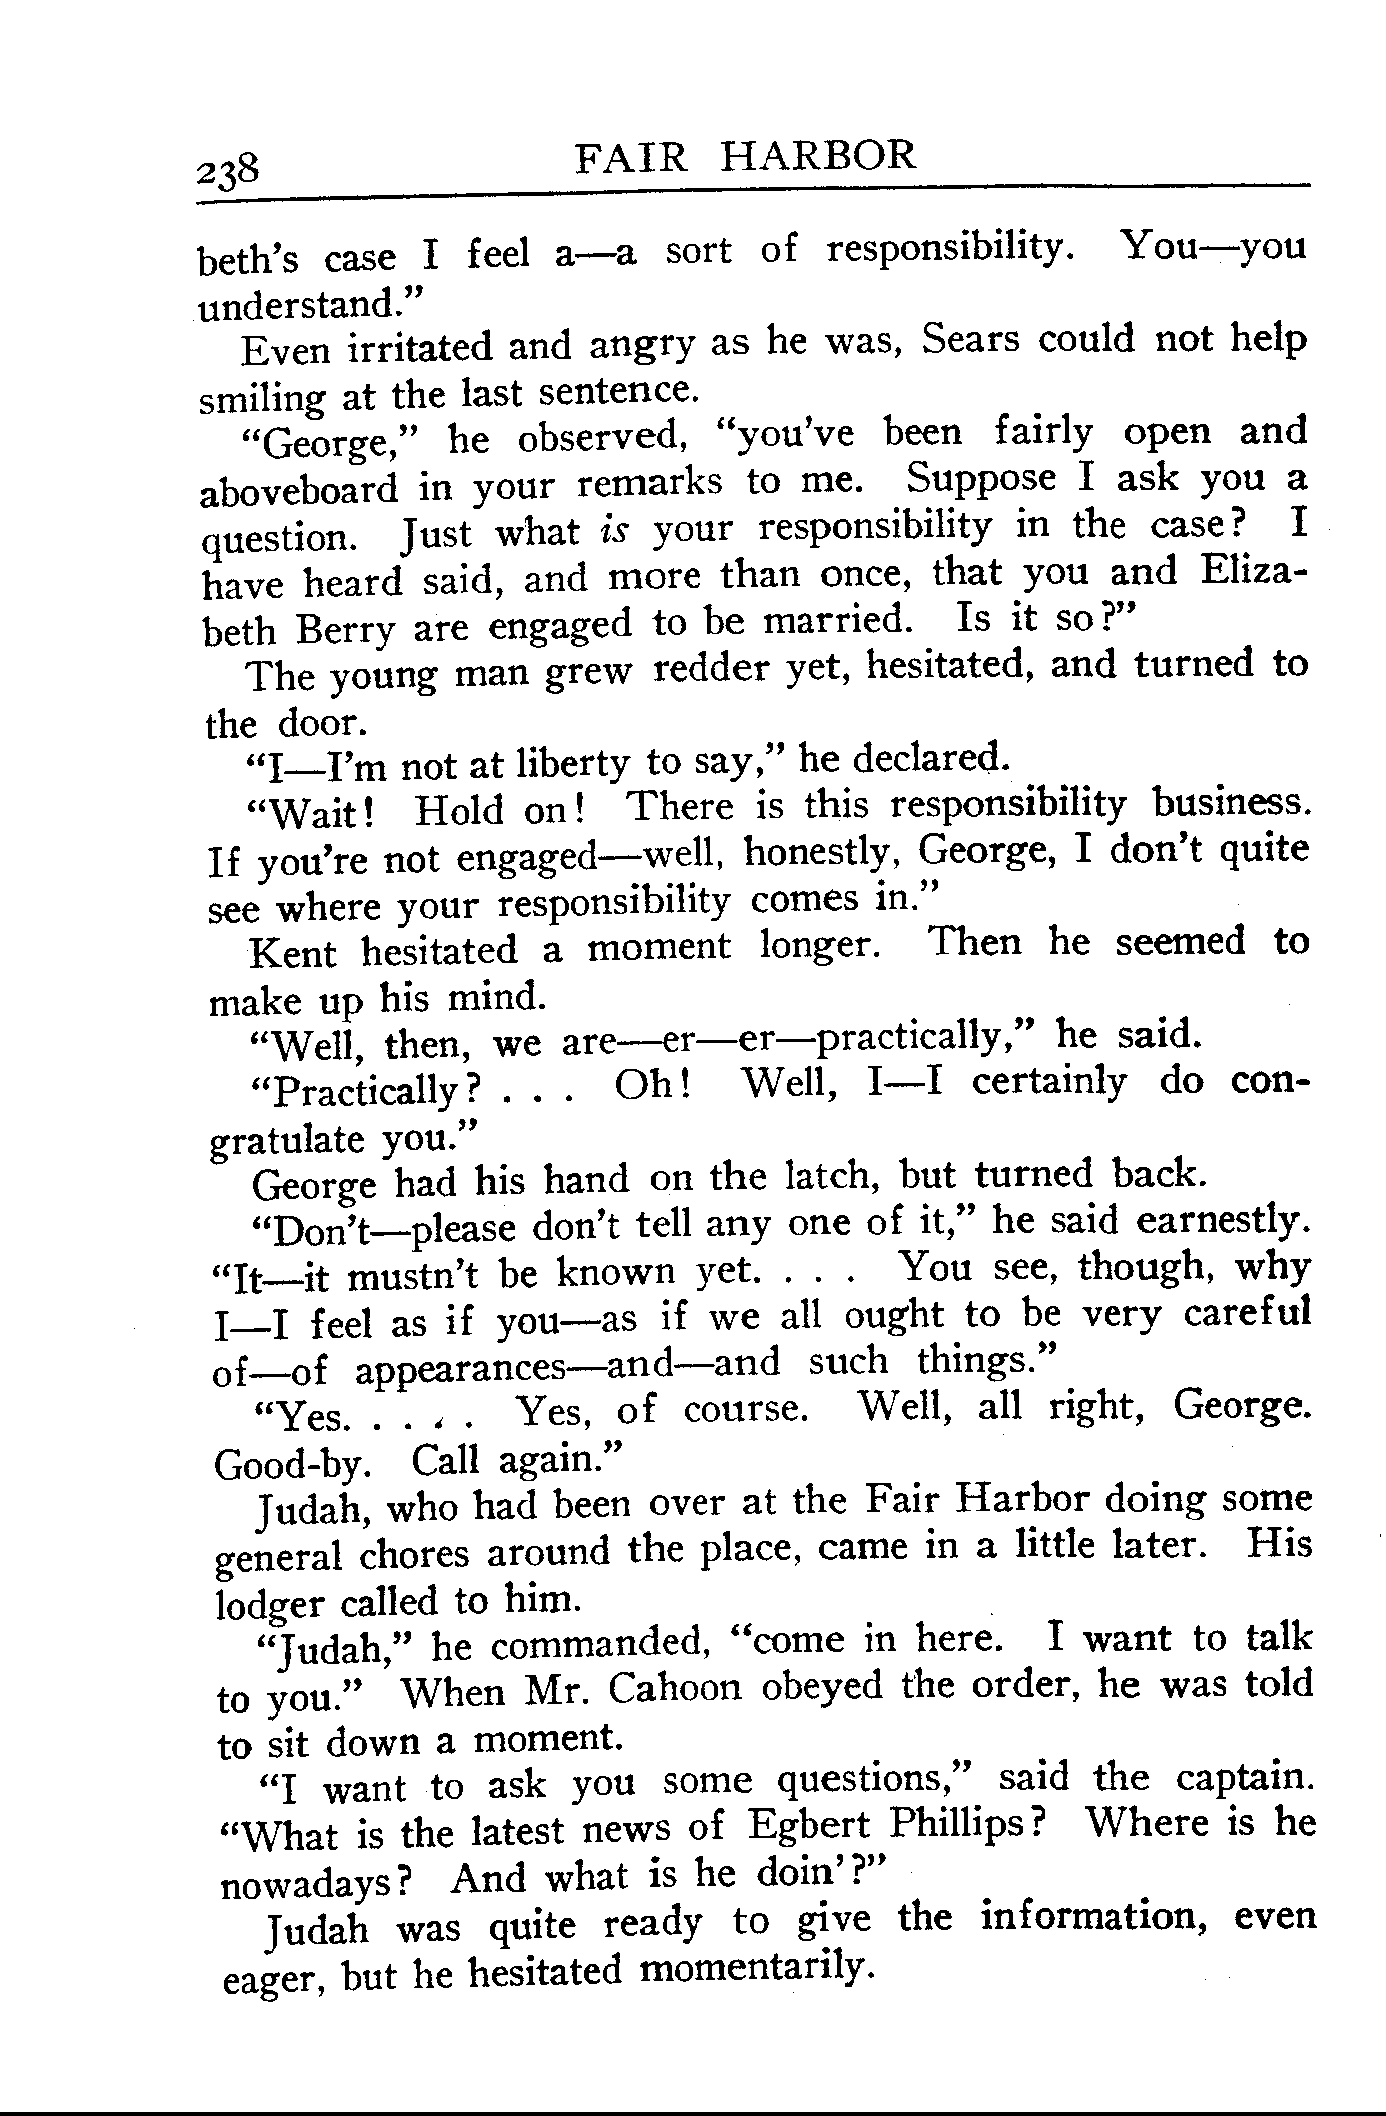 238 FAIR HARBOR
beth's case I feel a—a sort of responsibility. You—you
understand."
Even irritated and angry as he was, Sears could not help
smiling at the last sentence.
"George," he observed, "you've been fairly open and
aboveboard in your remarks to me. Suppose I ask you a
question. Just what is your responsibility in the case? I
have heard said, and more than once, that you and Eliza-
beth Berry are engaged to be married. Is it so?"
The young man grew redder yet, hesitated, and turned to
the door.
"I—I'm not at liberty to say," he declared.
"Wait! Hold on! There is this responsibility business.
If you're not engaged—well, honestly, George, I don't quite
see where your responsibility comes in."
Kent hesitated a moment longer. Then he seemed to
make up his mind.
"Well, then, we are—er—er—practically," he said.
"Practically? . . . Oh! Well, I—I certainly do con-
gratulate you."
George had his hand on the latch, but turned back.
"Don't—please don't tell any one of it," he said earnestly.
"It—it mustn't be known yet. . . . You see, though, why
I—I feel as if you—as if we all ought to be very careful
of—of appearances—and—and such things."
"Yes. . . . . Yes, of course. Well, all right, George.
Good-by. Call again."
Judah, who had been over at the Fair Harbor doing some
general chores around the place, came in a little later. His
lodger called to him.
"Judah," he commanded, "come in here. I want to talk
to you." When Mr. Cahoon obeyed the order, he was told
to sit down a moment.
"I want to ask you some questions," said the captain.
"What is the latest news of Egbert Phillips? Where is he
nowadays? And what is he doin'?"
Judah was quite ready to give the information, even
eager, but he hesitated momentarily.